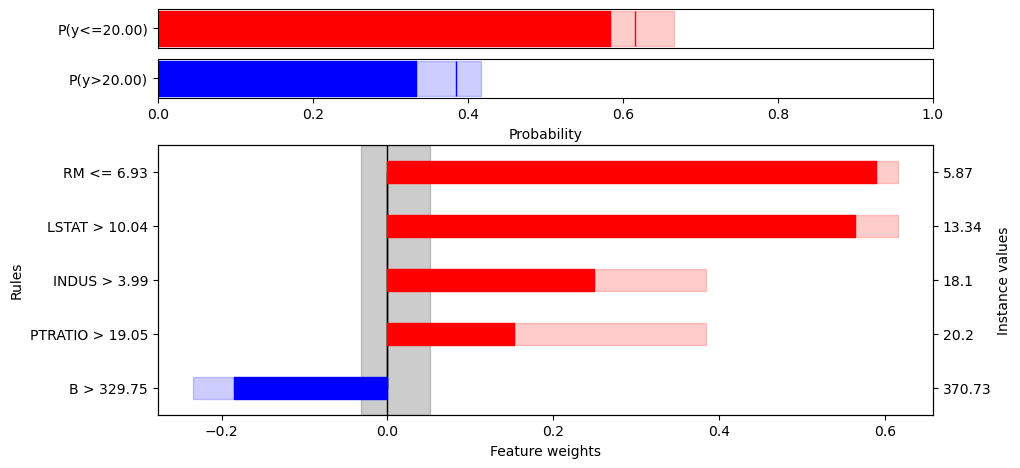 P(y<=20.00)
P(y>20.00)
0.0 0.2 0.4 0.6 0.8 1.0
Probability
RM <= 6.93 5.87
LSTAT > 10.04 13.34
INDUS > 3.99 18.1
PTRATIO > 19.05 20.2
B > 329.75 370.73
Rules
Instance values
−0.2 0.0 0.2 0.4 0.6
Feature weights